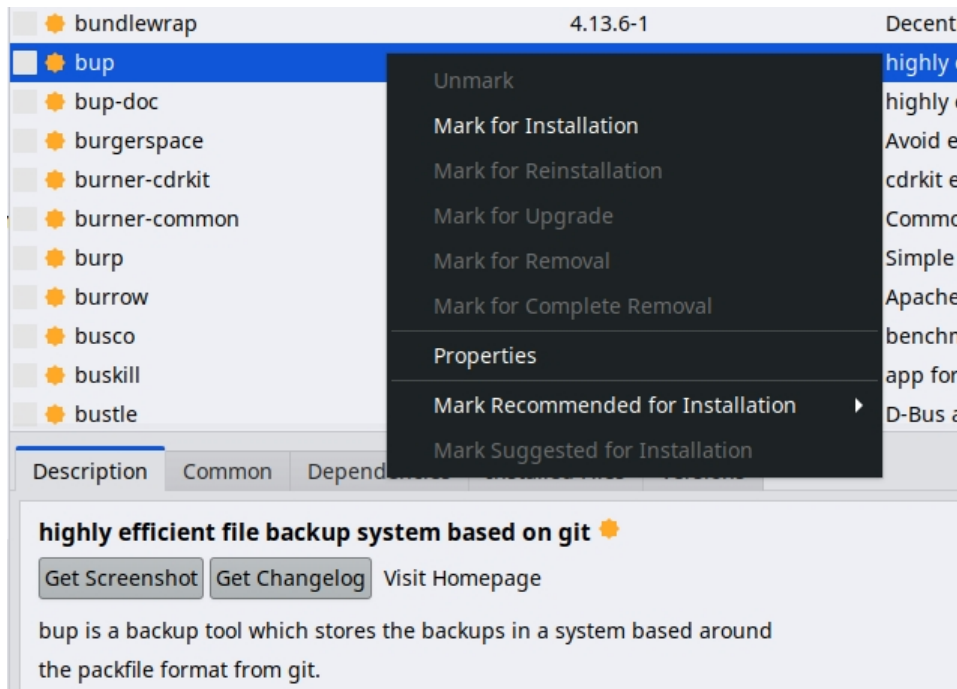 bundlewrap 4.13.6-1 Decent
bup highly
bup-doc highly
burgerspace Avoid
burner-cdrkit cdrkit
burner-common Commo
burp Simple
burrow Apache
busco benchm
buskill app for
bustle D-Bus
Unmark
Mark for Installation
Mark for Reinstallation
Mark for Upgrade
Mark for Removal
Mark for Complete Removal
Properties
Mark Recommended for Installation
Mark Suggested for Installation
Description Common Dependencies Installed Files Versions
highly efficient file backup system based on git
Get Screenshot Get Changelog Visit Homepage
bup is a backup tool which stores the backups in a system based around
the packfile format from git.